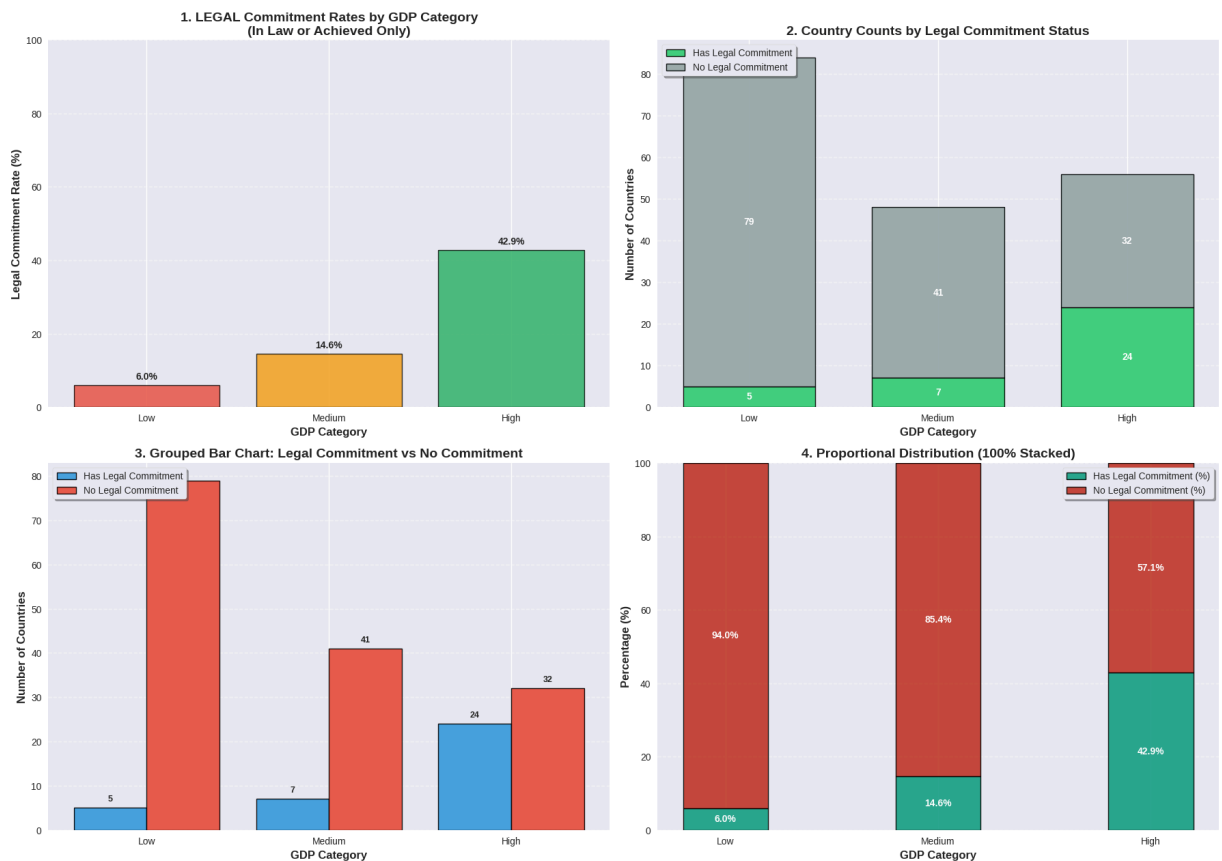 1. LEGAL Commitment Rates by GDP Category
(In Law or Achieved Only)
Legal Commitment Rate (%)
100
80
60
40
20
0
6.0%
14.6%
42.9%
Low
Medium
High
GDP Category
2. Country Counts by Legal Commitment Status
Has Legal Commitment
No Legal Commitment
Number of Countries
80
70
60
50
40
30
20
10
0
79
5
41
7
32
24
Low
Medium
High
GDP Category
3. Grouped Bar Chart: Legal Commitment vs No Commitment
Has Legal Commitment
No Legal Commitment
Number of Countries
80
70
60
50
40
30
20
10
0
5
7
41
24
32
Low
Medium
High
GDP Category
4. Proportional Distribution (100% Stacked)
Has Legal Commitment (%)
No Legal Commitment (%)
Percentage (%)
100
80
60
40
20
0
94.0%
6.0%
85.4%
14.6%
57.1%
42.9%
Low
Medium
High
GDP Category